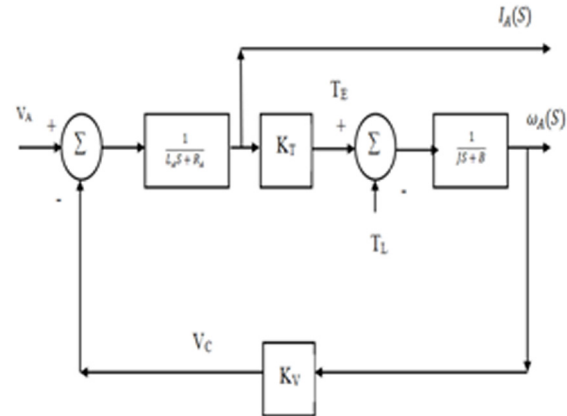 I_A(S)
T_E
V_A
+
Σ
1 / (L_a S + R_a)
K_T
+
Σ
1 / (JS + B)
ω_A(S)
-
-
T_L
V_C
K_V